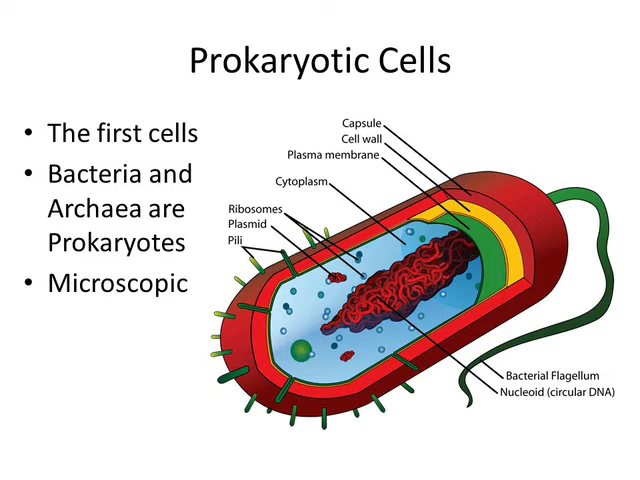 Prokaryotic Cells
• The first cells
• Bacteria and
Archaea are
Prokaryotes
• Microscopic
Capsule
Cell wall
Plasma membrane
Cytoplasm
Ribosomes
Plasmid
Pili
Bacterial Flagellum
Nucleoid (circular DNA)